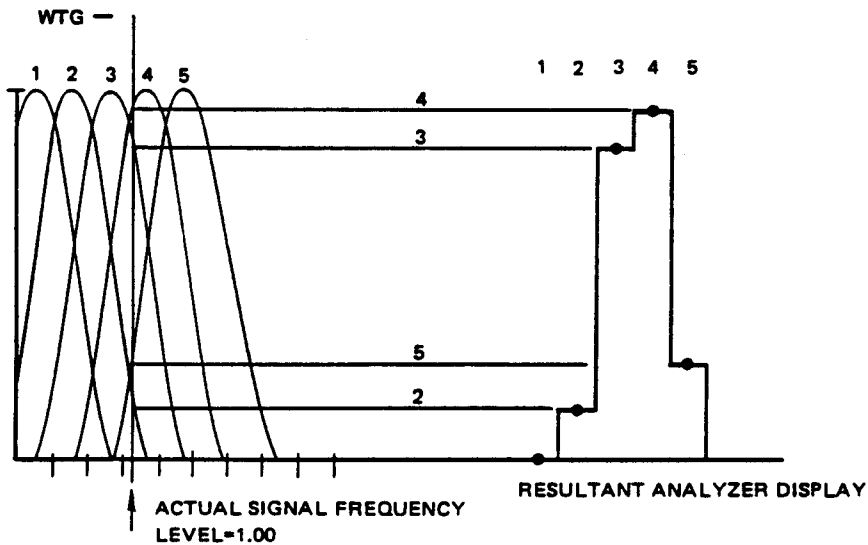 WTG —
1 2 3 4 5
1 2 3 4 5
4
3
5
2
RESULTANT ANALYZER DISPLAY
ACTUAL SIGNAL FREQUENCY
LEVEL=1.00